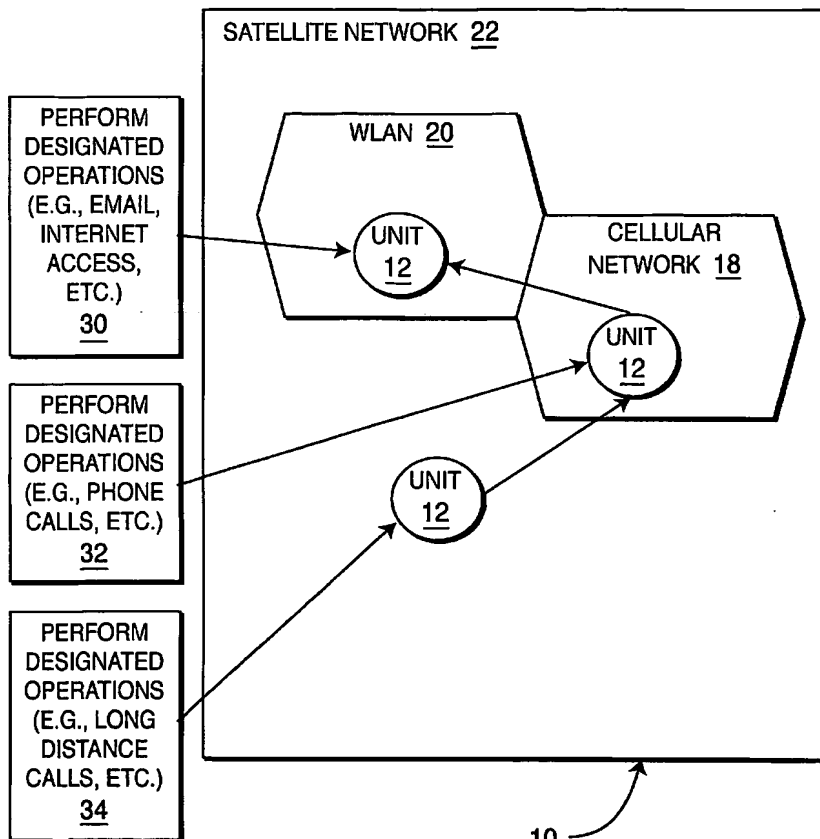 SATELLITE NETWORK 22
PERFORM
DESIGNATED
OPERATIONS
(E.G., EMAIL,
INTERNET
ACCESS,
ETC.)
30
WLAN 20
UNIT
12
CELLULAR
NETWORK 18
UNIT
12
PERFORM
DESIGNATED
OPERATIONS
(E.G., PHONE
CALLS, ETC.)
32
UNIT
12
PERFORM
DESIGNATED
OPERATIONS
(E.G., LONG
DISTANCE
CALLS, ETC.)
34
10